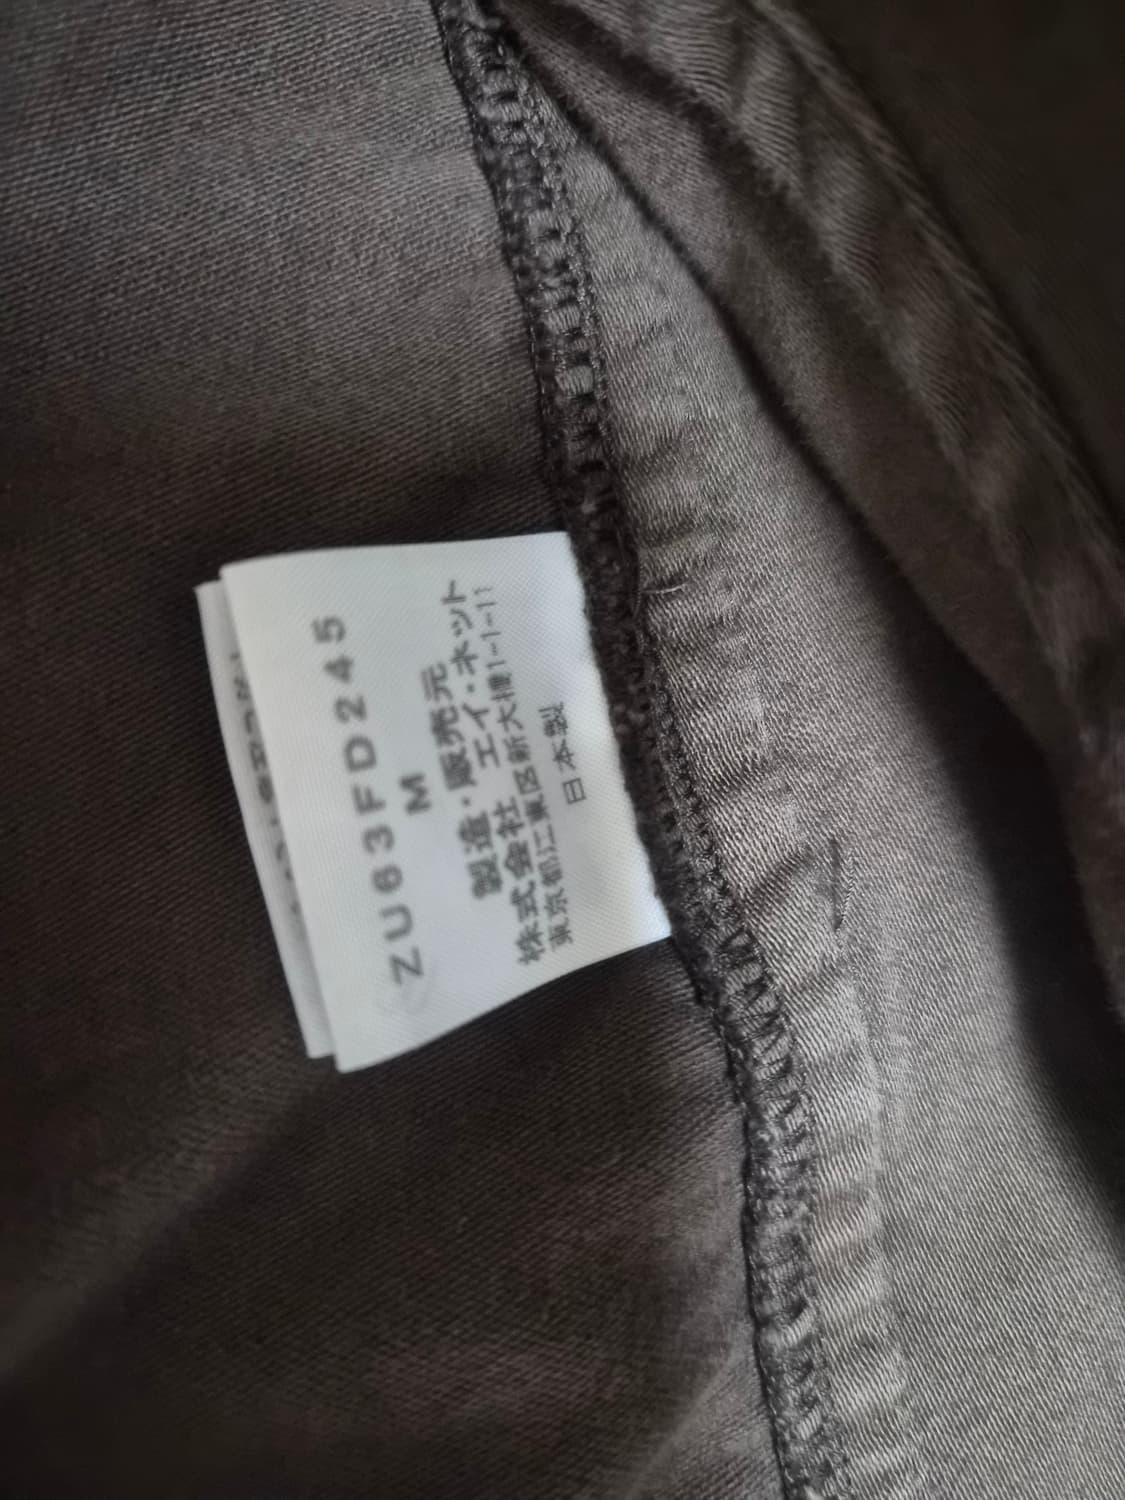 ZU63FD245
M
製造・販売元
株式会社 エイ・ネット
東京都江東区新大橋1-1-11
日本製